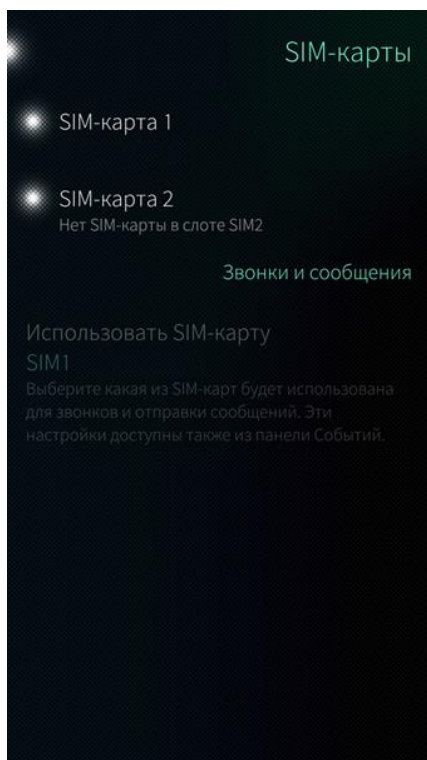 SIM-карты
SIM-карта 1
SIM-карта 2
Нет SIM-карты в слоте SIM2
Звонки и сообщения
Использовать SIM-карту
SIM1
Выберите какая из SIM-карт будет использована
для звонков и отправки сообщений. Эти
настройки доступны также из панели Событий.